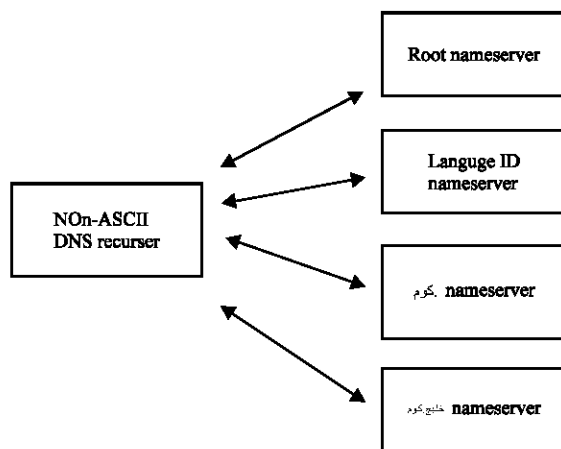 Root nameserver
Languge ID
nameserver
NOn-ASCII
DNS recurser
.كوم nameserver
خليج.كوم nameserver